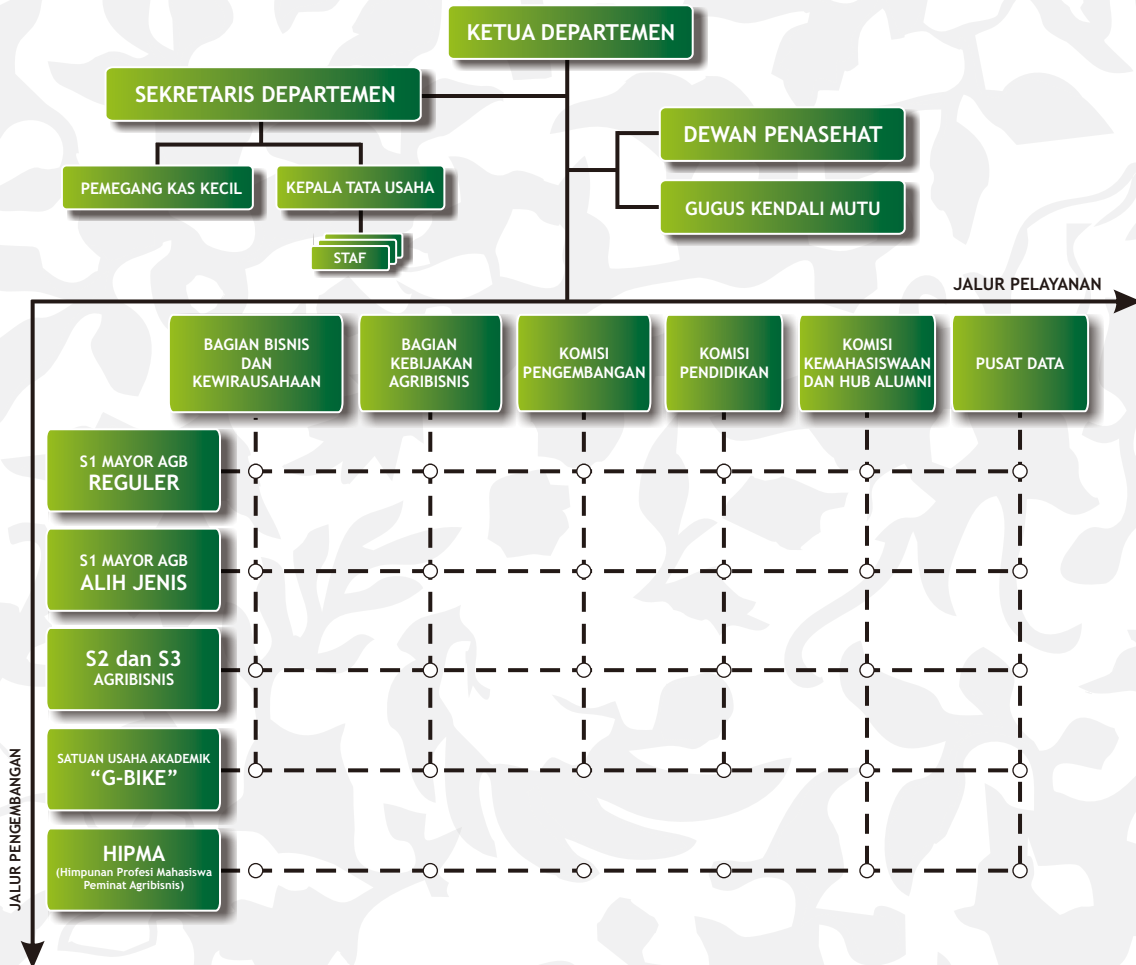 KETUA DEPARTEMEN
SEKRETARIS DEPARTEMEN
DEWAN PENASEHAT
PEMEGANG KAS KECIL
KEPALA TATA USAHA
GUGUS KENDALI MUTU
STAF
JALUR PELAYANAN
BAGIAN BISNIS
DAN
KEWIRAUSAHAAN
BAGIAN
KEBIJAKAN
AGRIBISNIS
KOMISI
PENGEMBANGAN
KOMISI
PENDIDIKAN
KOMISI
KEMAHASISWAAN
DAN HUB ALUMNI
PUSAT DATA
S1 MAYOR AGB
REGULER
S1 MAYOR AGB
ALIH JENIS
S2 dan S3
AGRIBISNIS
SATUAN USAHA AKADEMIK
“G-BIKE”
HIPMA
(Himpunan Profesi Mahasiswa
Peminat Agribisnis)
JALUR PENGEMBANGAN